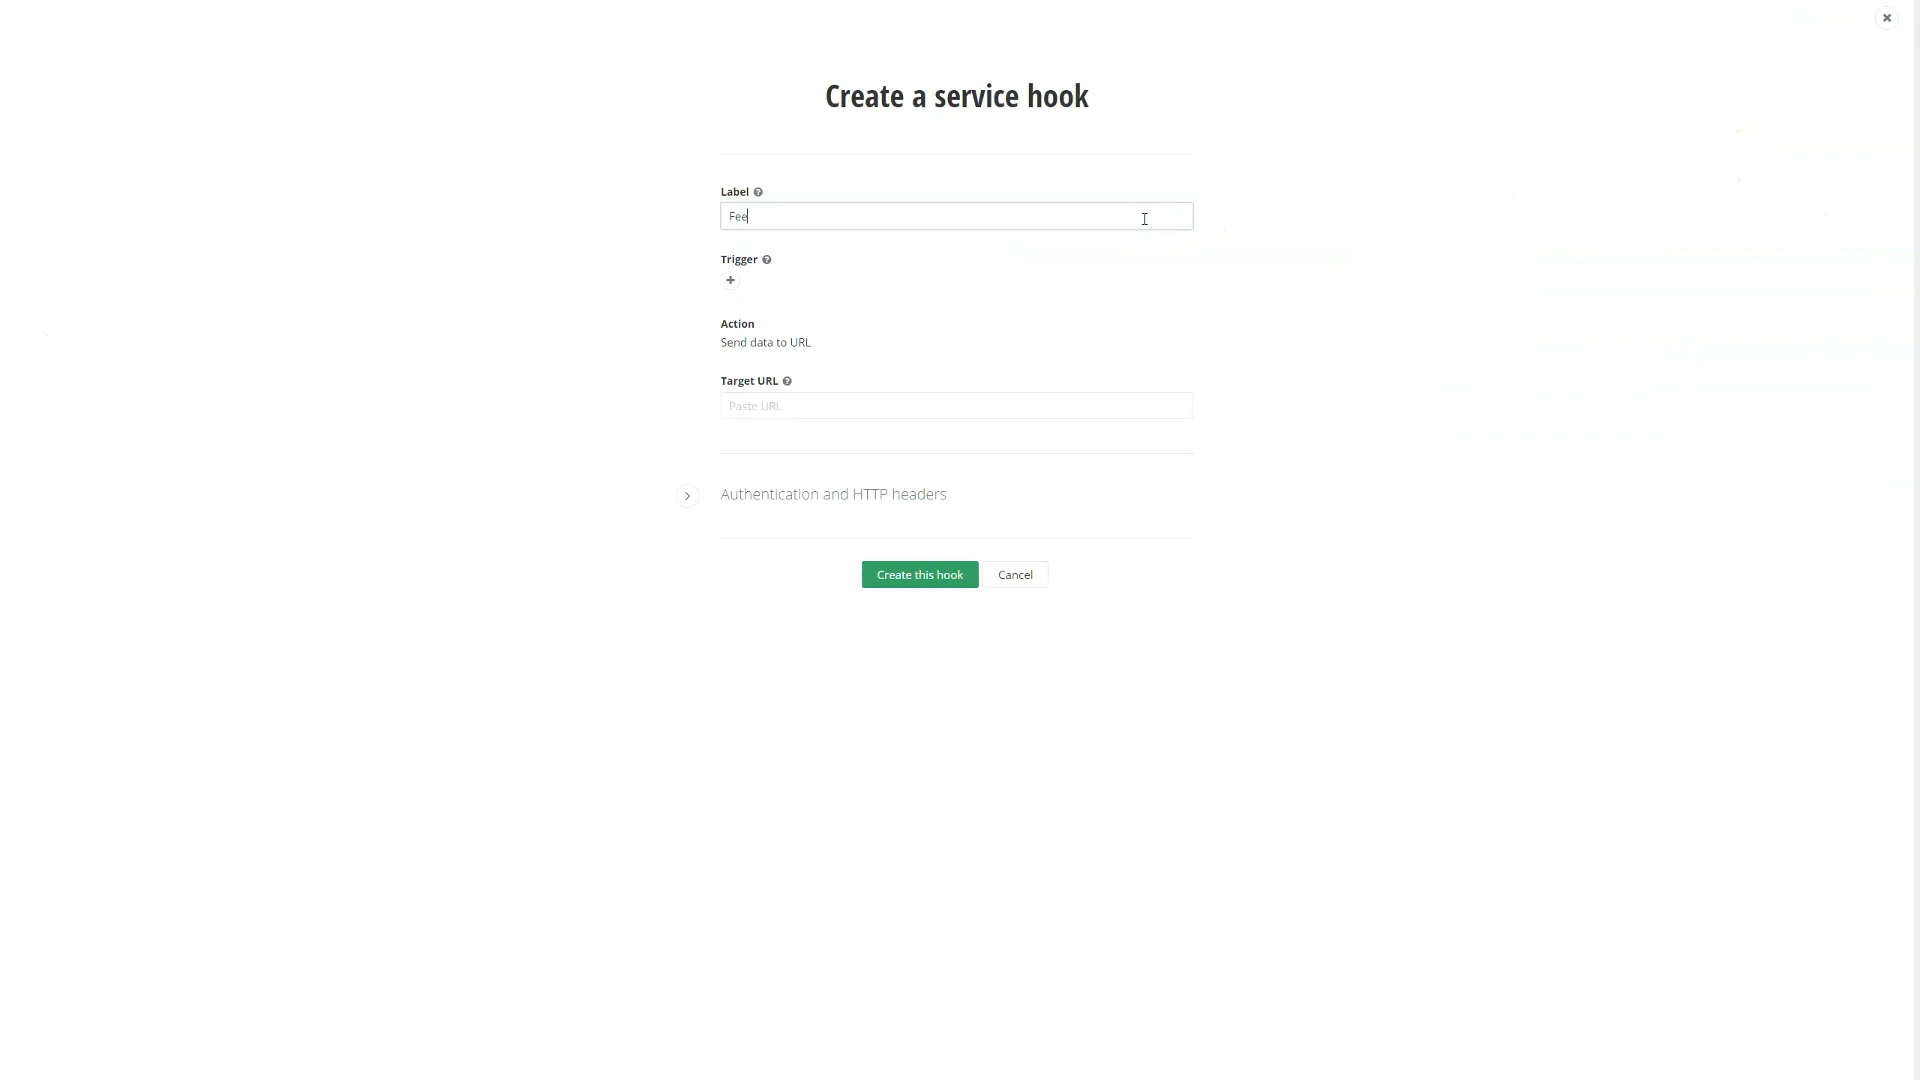 Create a service hook
Label
Fee
Trigger
Action
Send data to URL
Target URL
Paste URL
Authentication and HTTP headers
Create this hook Cancel